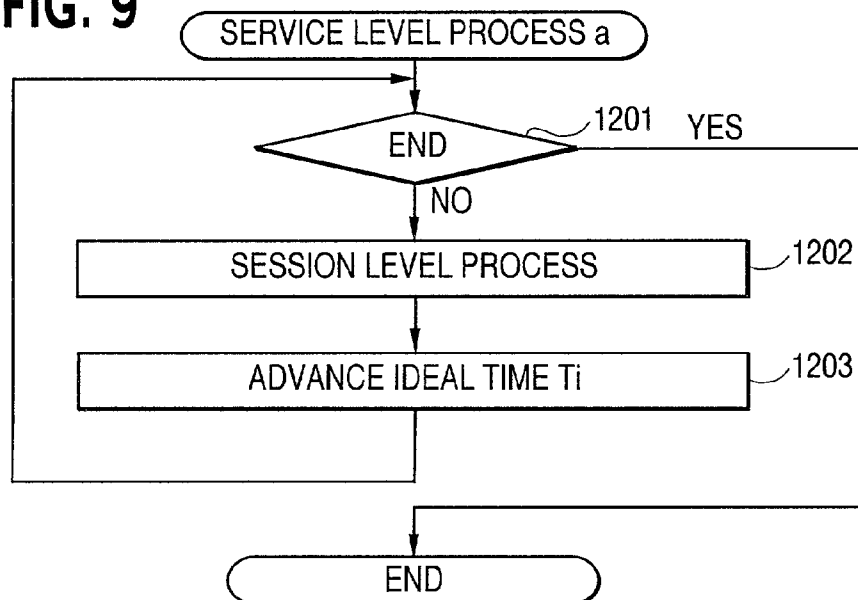 FIG. 9
SERVICE LEVEL PROCESS a
1201
YES
END
NO
SESSION LEVEL PROCESS
1202
ADVANCE IDEAL TIME Ti
1203
END